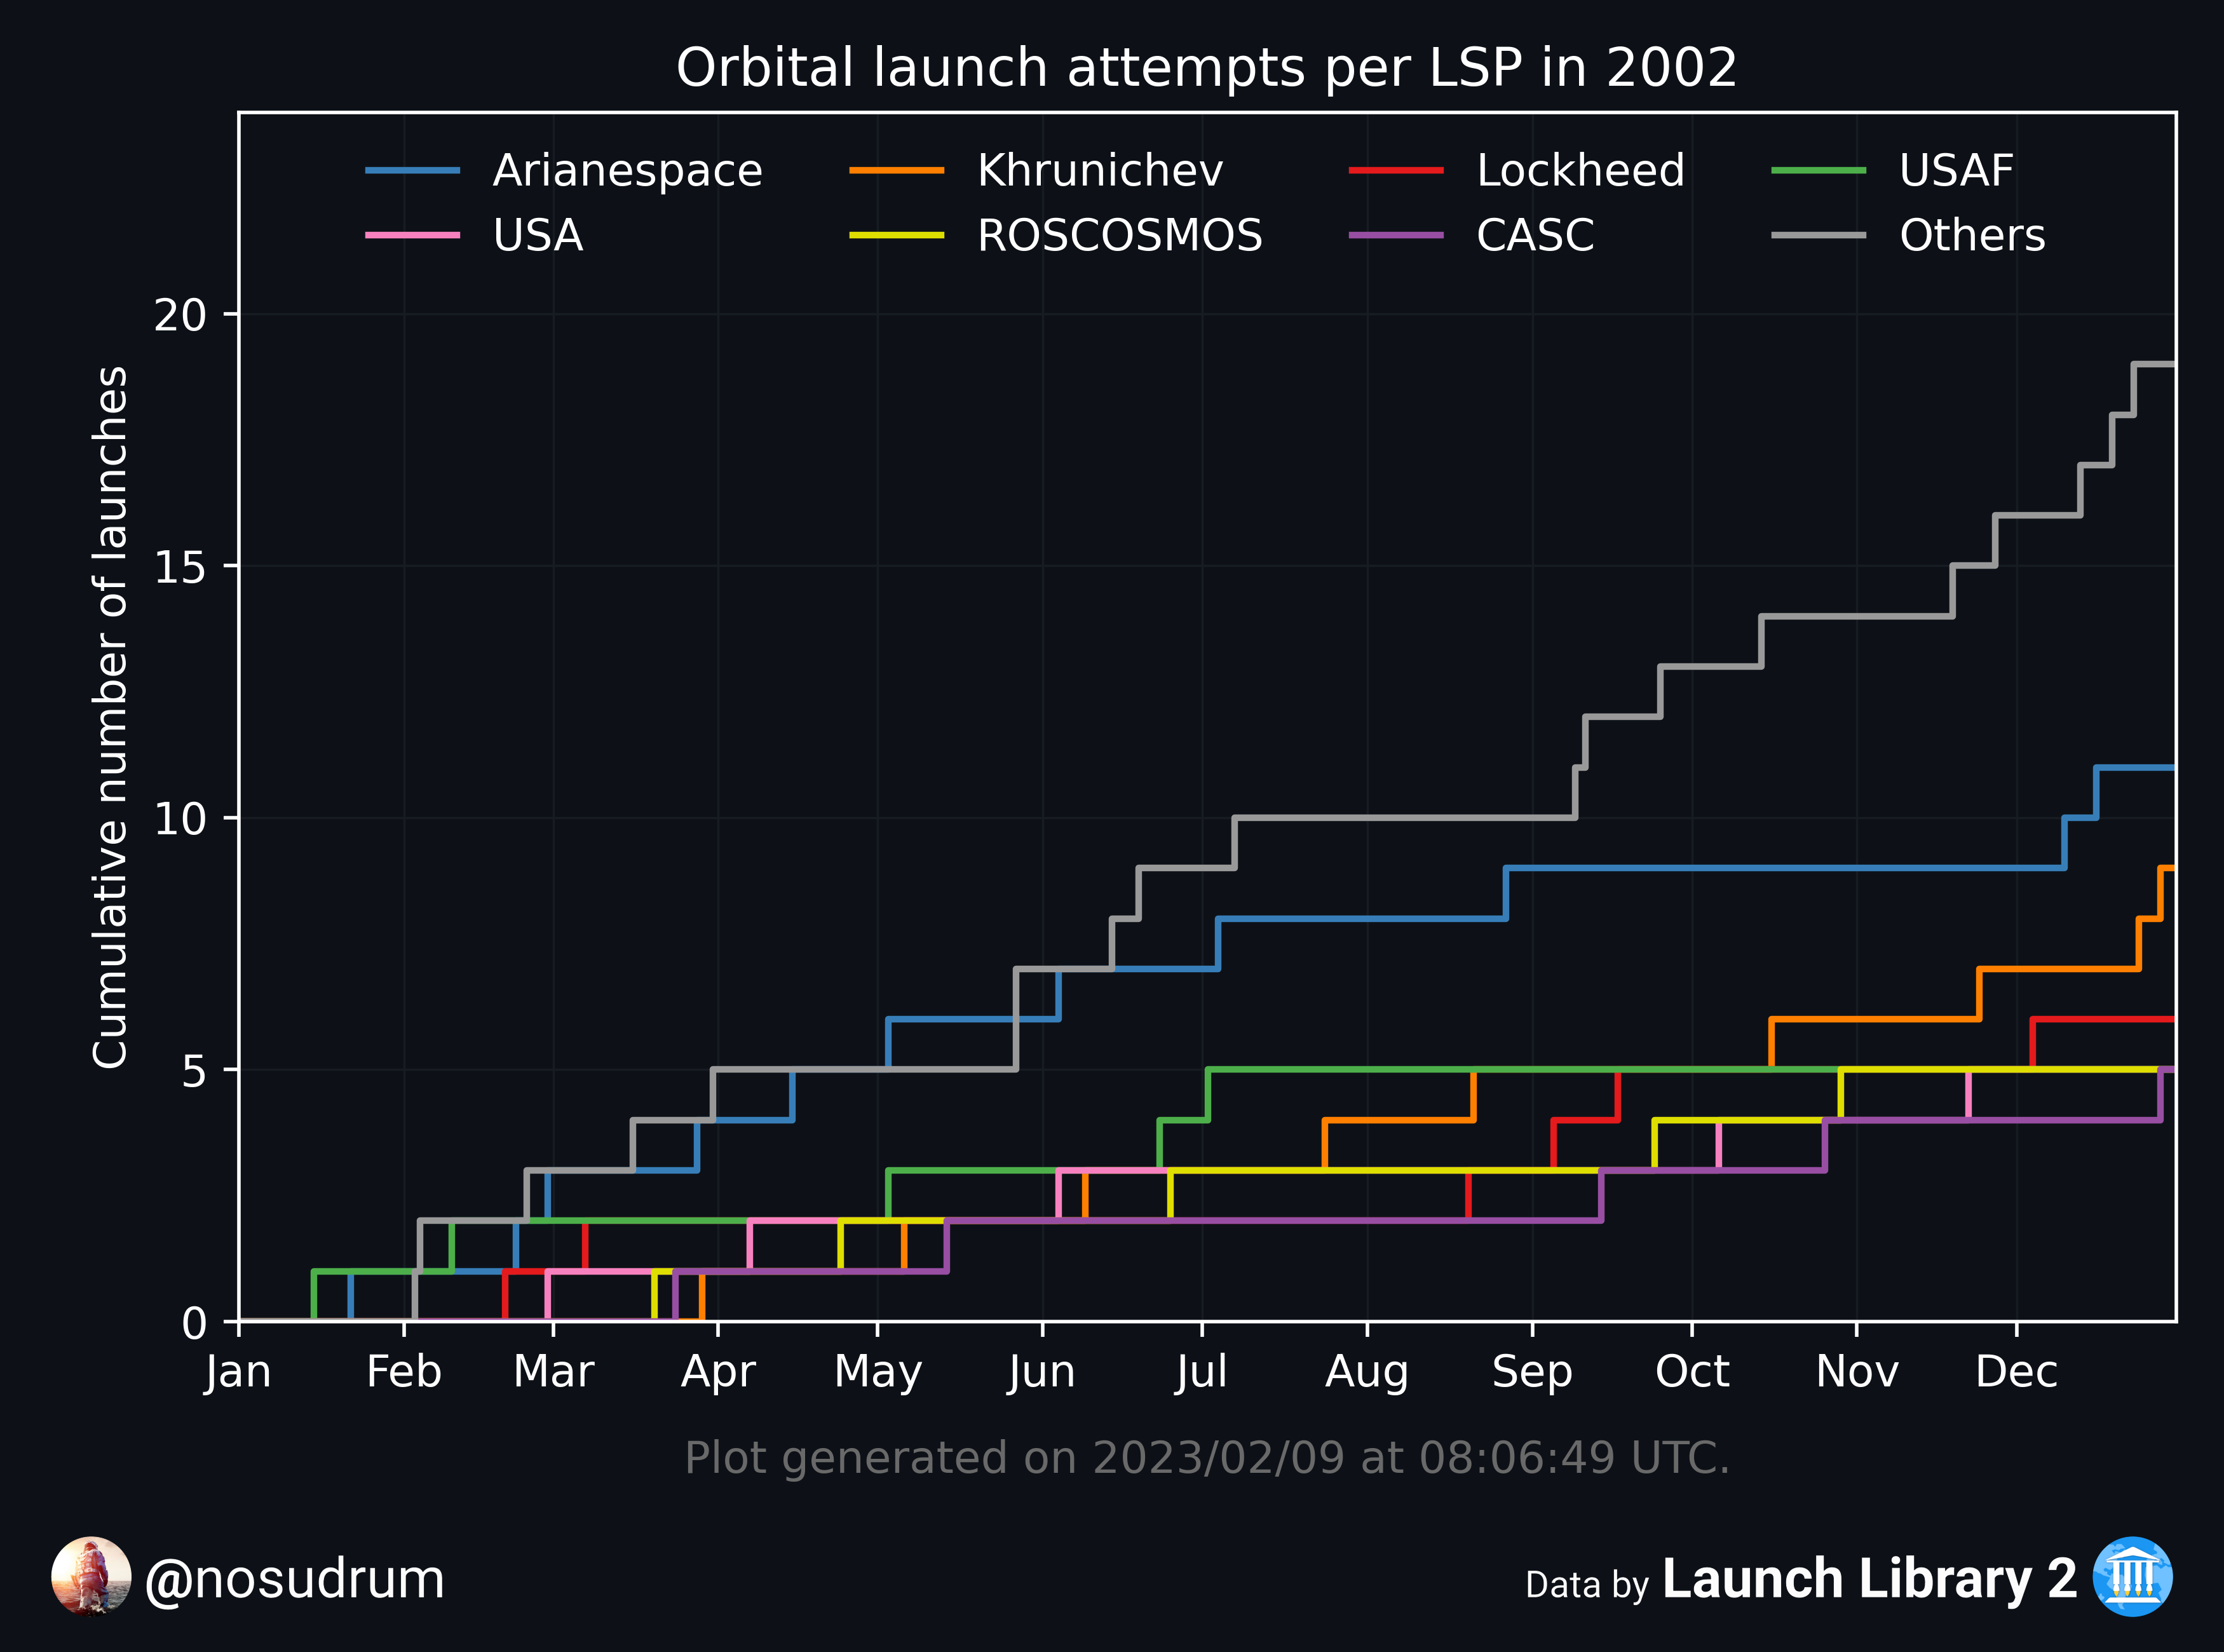 Orbital launch attempts per LSP in 2002
Arianespace Khrunichev Lockheed USAF
USA ROSCOSMOS CASC Others
Cumulative number of launches
20
15
10
5
0
Jan Feb Mar Apr May Jun Jul Aug Sep Oct Nov Dec
Plot generated on 2023/02/09 at 08:06:49 UTC.
@nosudrum
Data by Launch Library 2